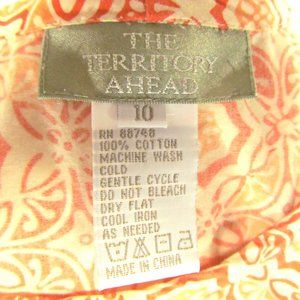 THE
TERRITORY
AHEAD
10
RN 88748
100% COTTON
MACHINE WASH
COLD
GENTLE CYCLE
DO NOT BLEACH
DRY FLAT
COOL IRON
AS NEEDED
MADE IN CHINA